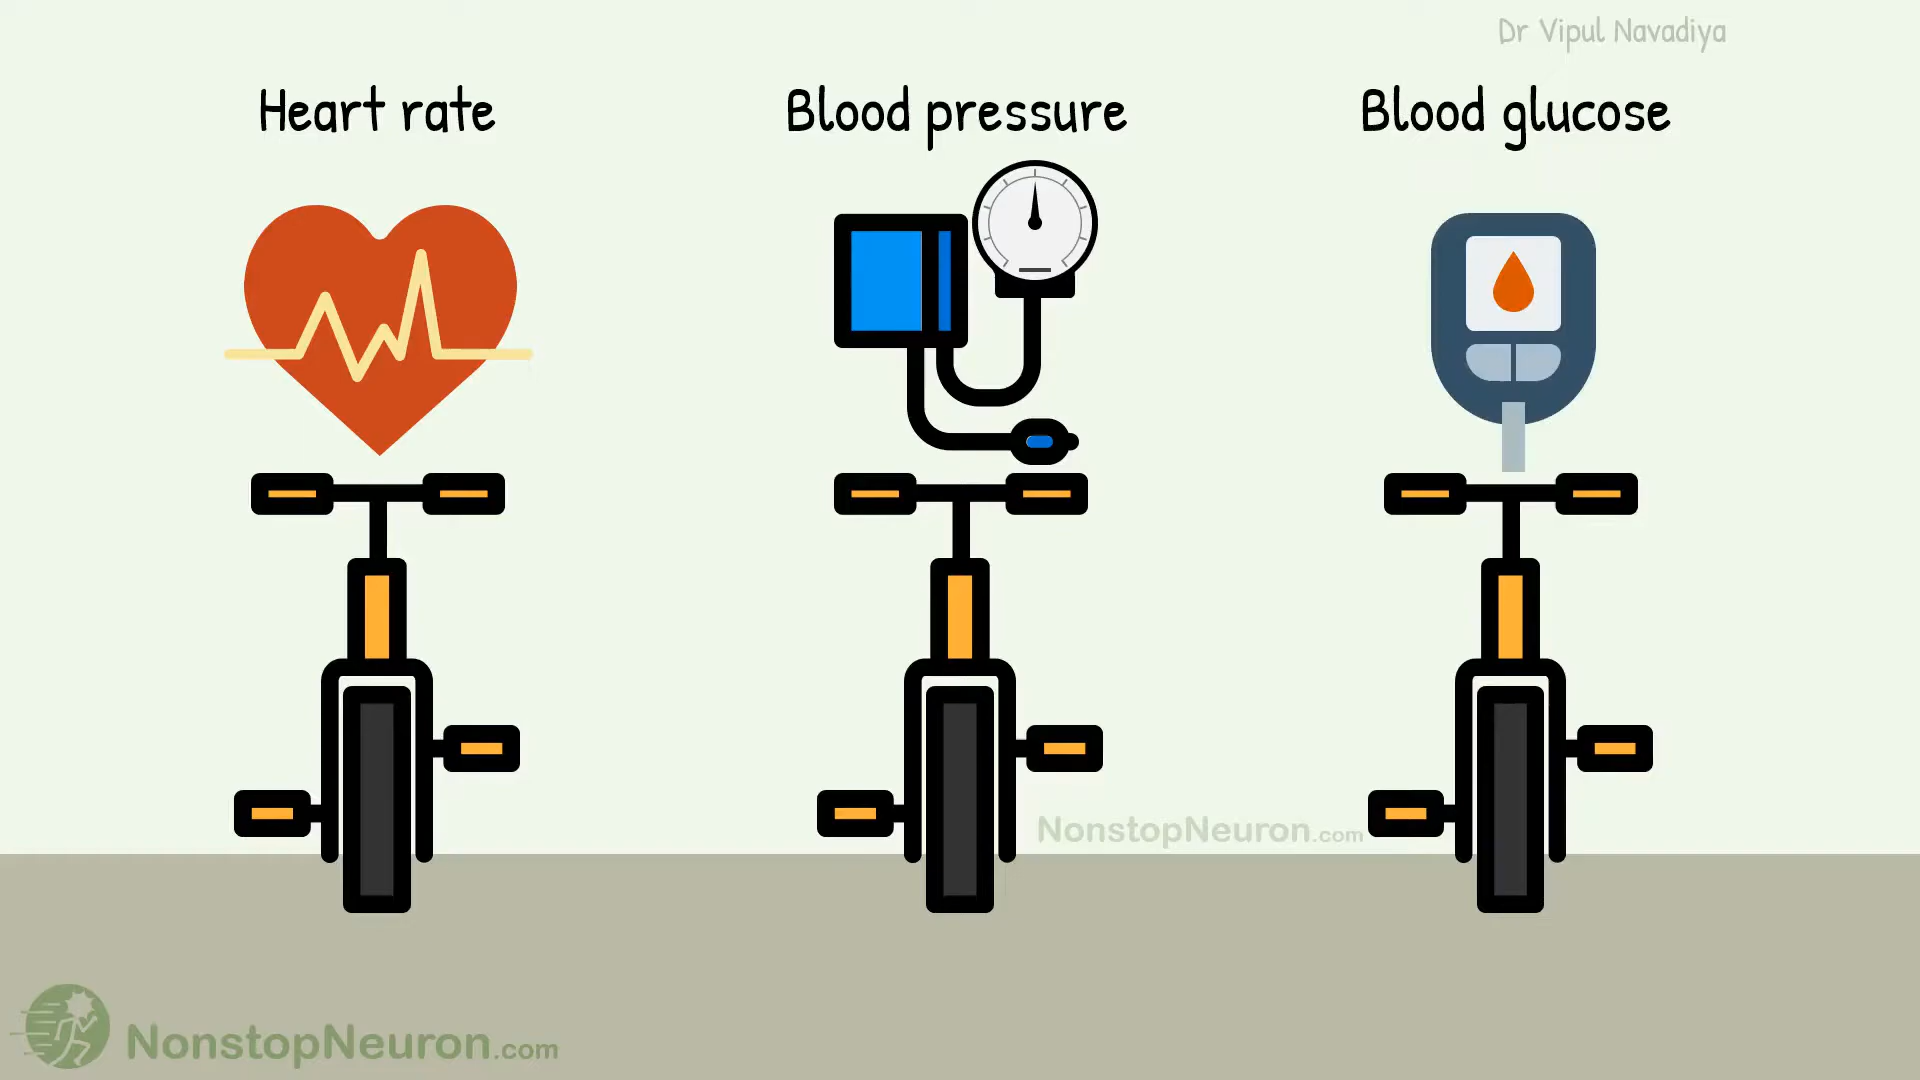 Dr Vipul Navadiya
Heart rate
Blood pressure
Blood glucose
NonstopNeuron.com
NonstopNeuron.com